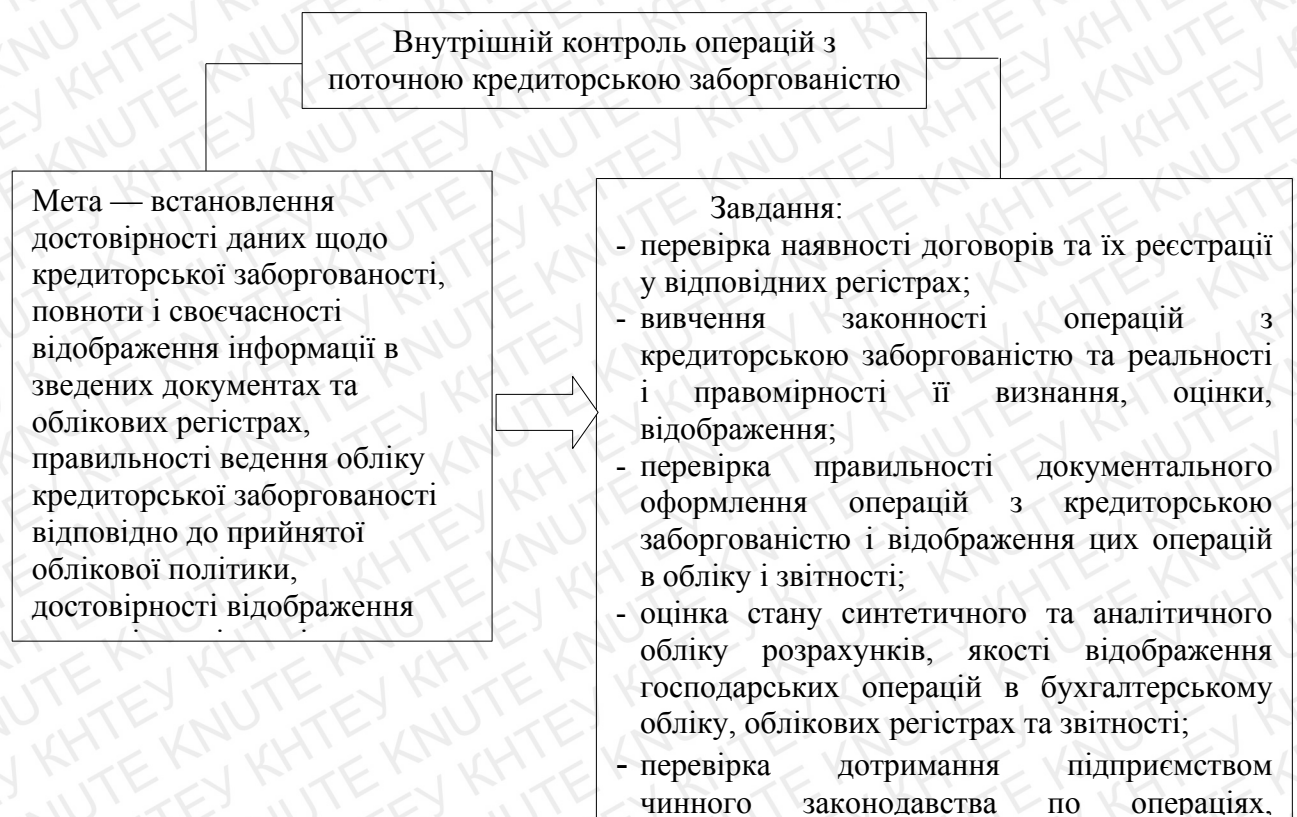 Внутрішній контроль операцій з
поточною кредиторською заборгованістю
Мета — встановлення
достовірності даних щодо
кредиторської заборгованості,
повноти і своєчасності
відображення інформації в
зведених документах та
облікових регістрах,
правильності ведення обліку
кредиторської заборгованості
відповідно до прийнятої
облікової політики,
достовірності відображення
Завдання:
- перевірка наявності договорів та їх реєстрації
у відповідних регістрах;
- вивчення законності операцій з
кредиторською заборгованістю та реальності
і правомірності її визнання, оцінки,
відображення;
- перевірка правильності документального
оформлення операцій з кредиторською
заборгованістю і відображення цих операцій
в обліку і звітності;
- оцінка стану синтетичного та аналітичного
обліку розрахунків, якості відображення
господарських операцій в бухгалтерському
обліку, облікових регістрах та звітності;
- перевірка дотримання підприємством
чинного законодавства по операціях,